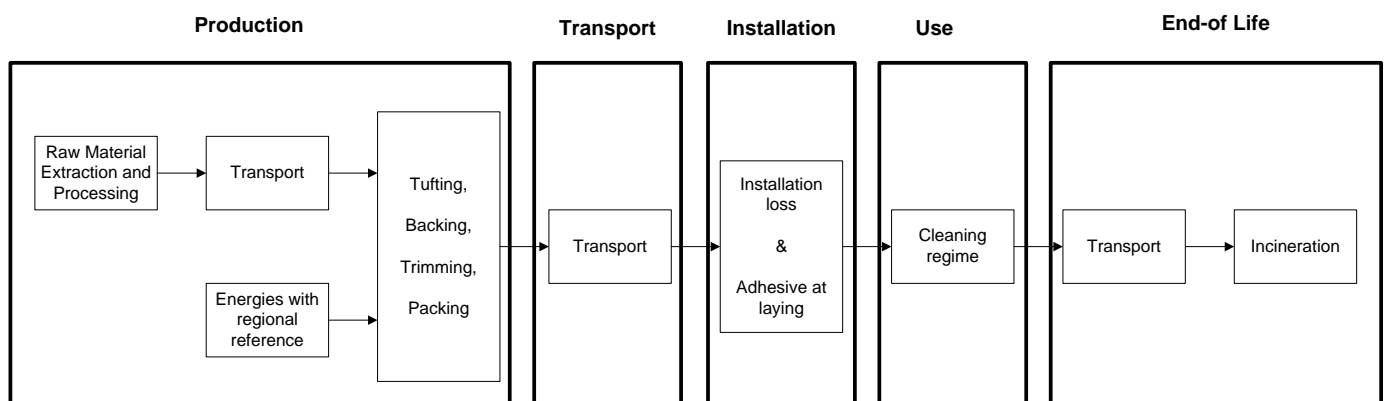 Production
Transport
Installation
Use
End-of Life
Raw Material
Extraction and
Processing
Transport
Energies with
regional
reference
Tufting,
Backing,
Trimming,
Packing
Transport
Installation
loss
&
Adhesive at
laying
Cleaning
regime
Transport
Incineration